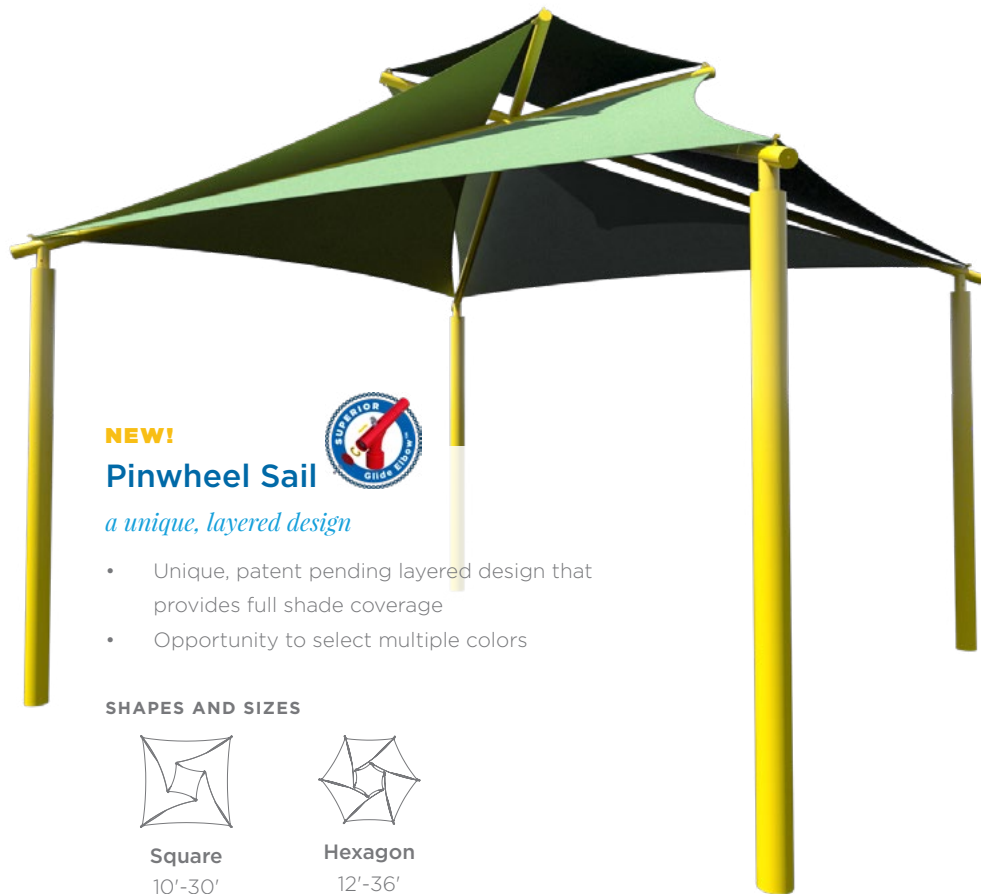 NEW!
SUPERIOR
Glide Elbow™
Pinwheel Sail
a unique, layered design
• Unique, patent pending layered design that
provides full shade coverage
• Opportunity to select multiple colors
SHAPES AND SIZES
Square
Hexagon
10'-30'
12'-36'